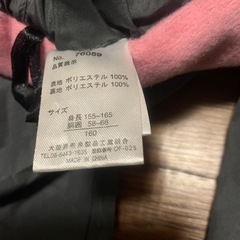 No. 76089
品質表示
表地 ポリエステル 100%
裏地 ポリエステル 100%
サイズ
身長 155-165
胴囲 58-66
160
MADE IN CHINA